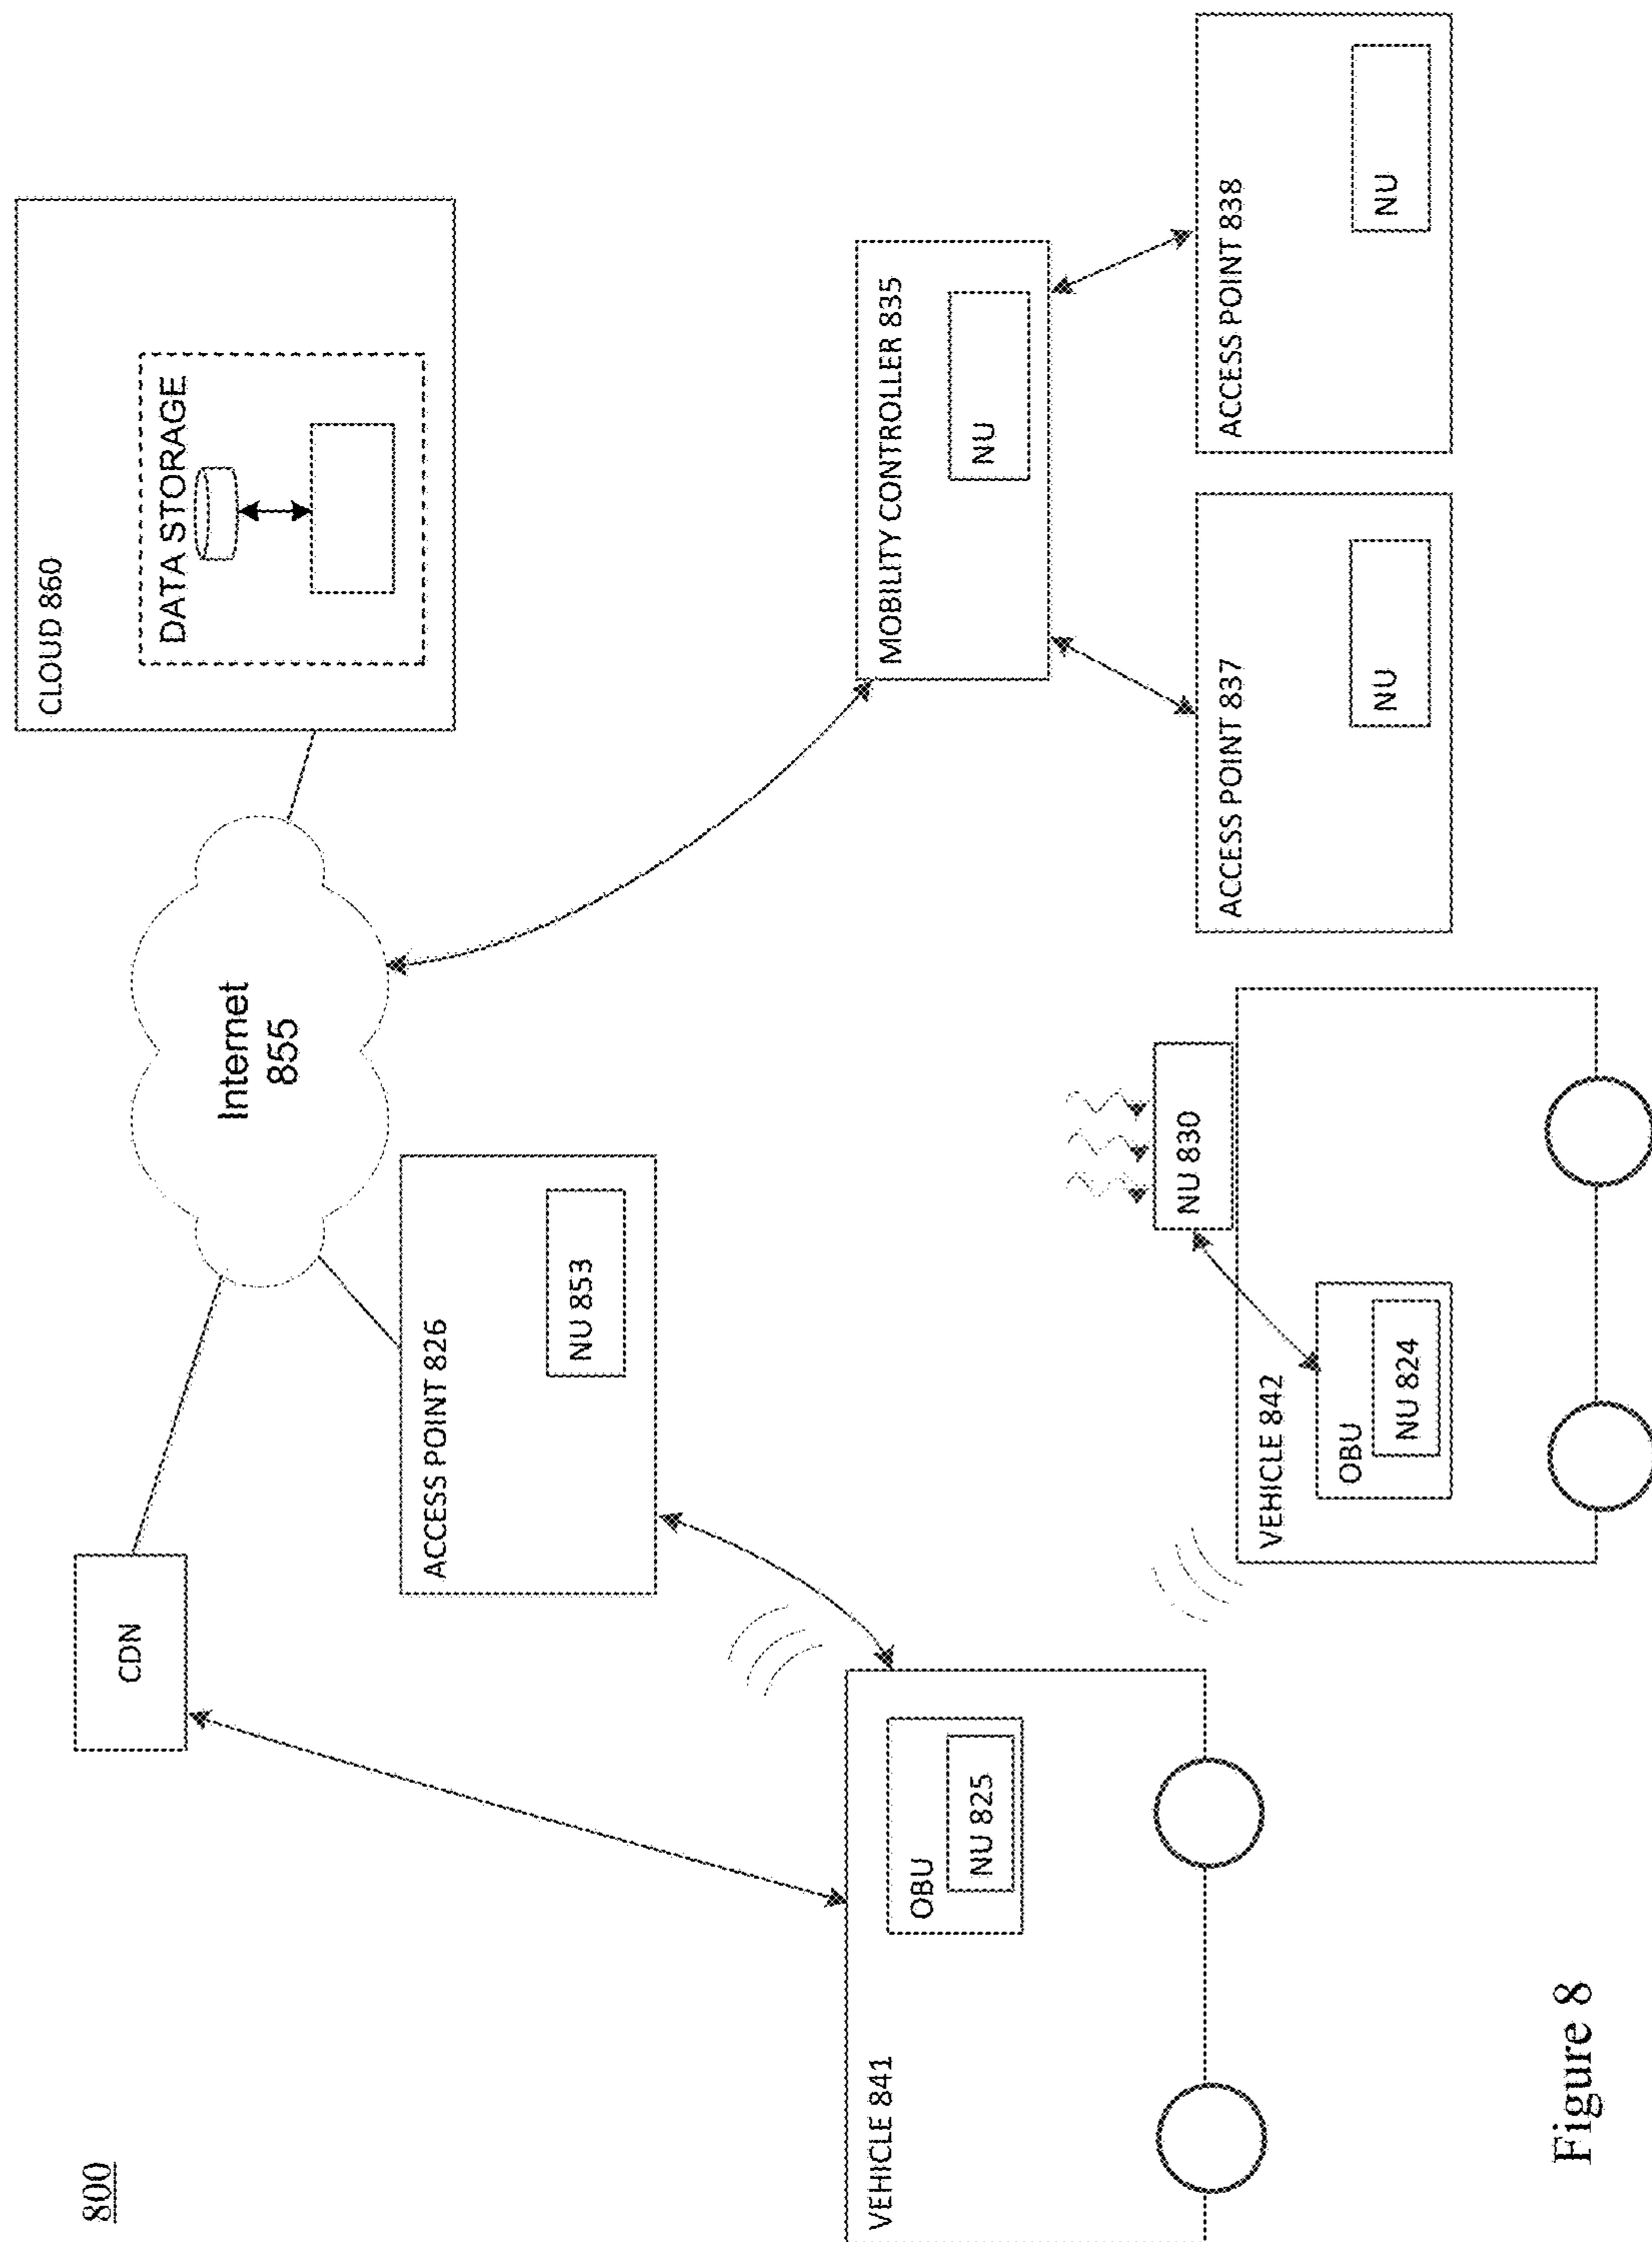 800
CLOUD 860
DATA STORAGE
Internet
855
CDN
ACCESS POINT 826
NU 853
MOBILITY CONTROLLER 835
NU
VEHICLE 841
OBU
NU 825
NU 830
VEHICLE 842
OBU
NU 824
ACCESS POINT 837
NU
ACCESS POINT 838
NU
Figure 8